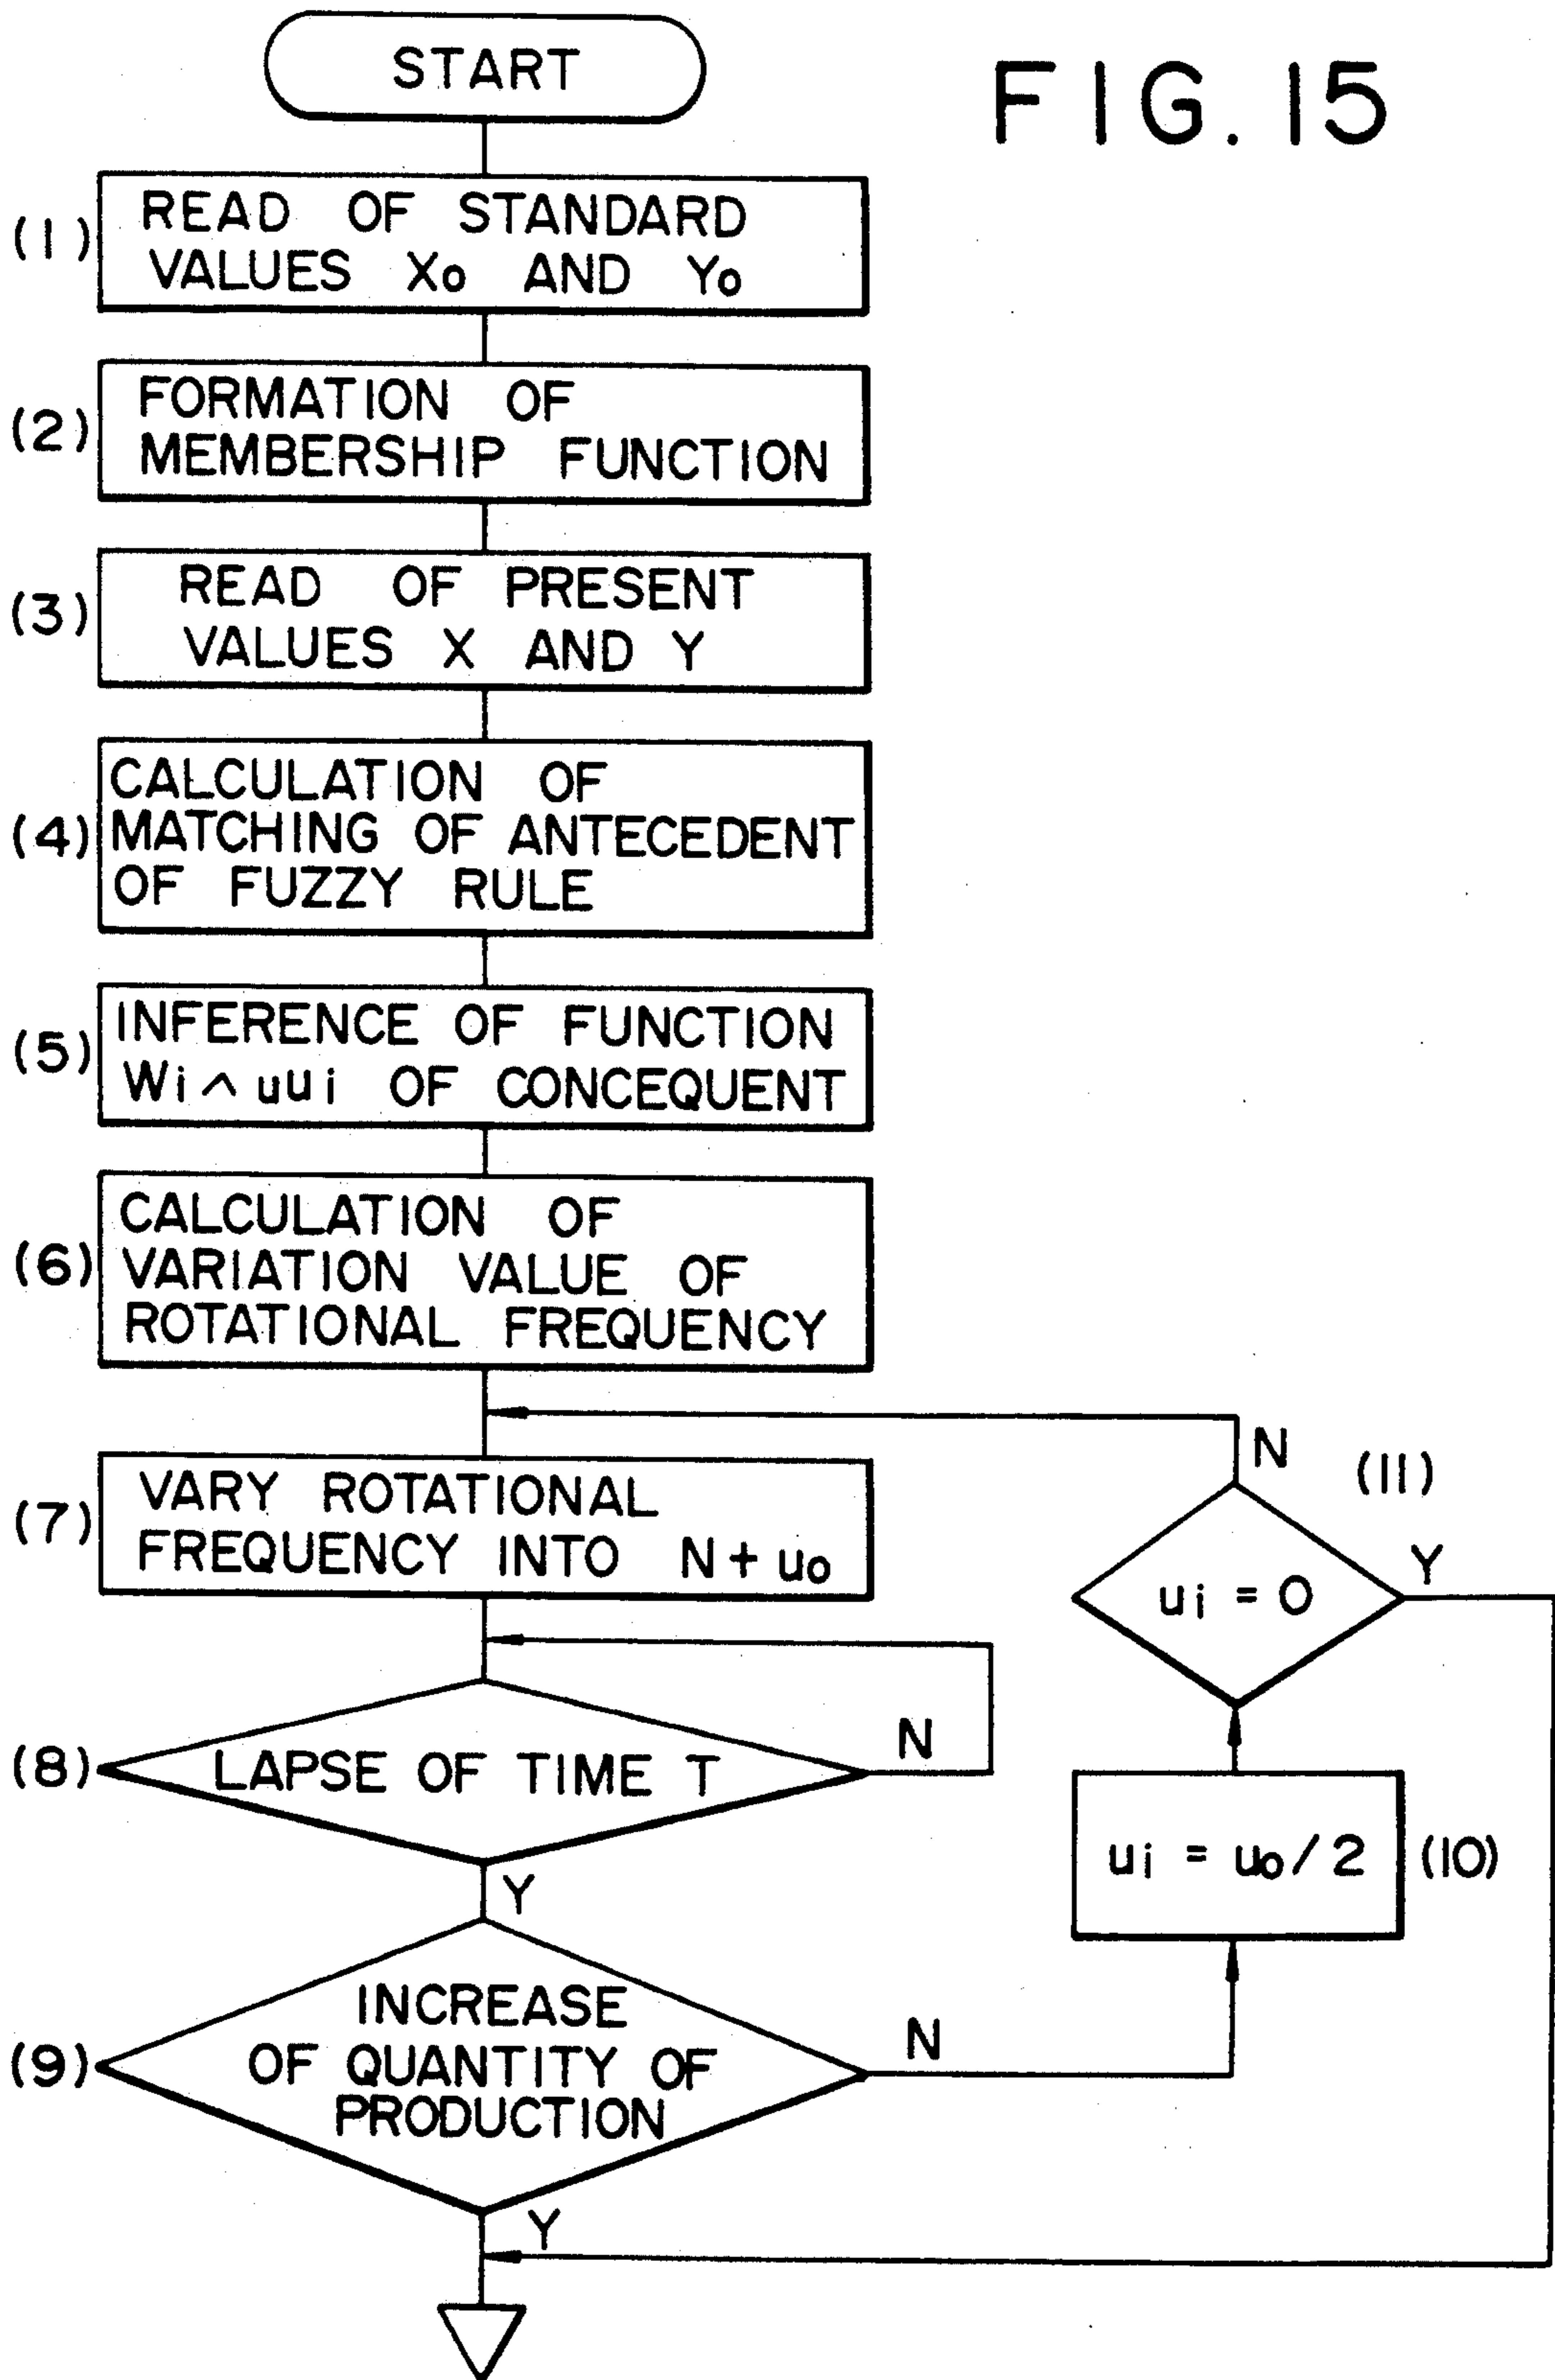 START
FIG. 15
(1)
READ OF STANDARD
VALUES Xo AND Yo
(2)
FORMATION OF
MEMBERSHIP FUNCTION
(3)
READ OF PRESENT
VALUES X AND Y
(4)
CALCULATION OF
MATCHING OF ANTECEDENT
OF FUZZY RULE
(5)
INFERENCE OF FUNCTION
Wi ∧ uui OF CONCEQUENT
(6)
CALCULATION OF
VARIATION VALUE OF
ROTATIONAL FREQUENCY
(7)
VARY ROTATIONAL
FREQUENCY INTO N + uo
N
(11)
ui = 0
Y
(8)
LAPSE OF TIME T
N
Y
ui = uo / 2
(10)
(9)
INCREASE
OF QUANTITY OF
PRODUCTION
N
Y